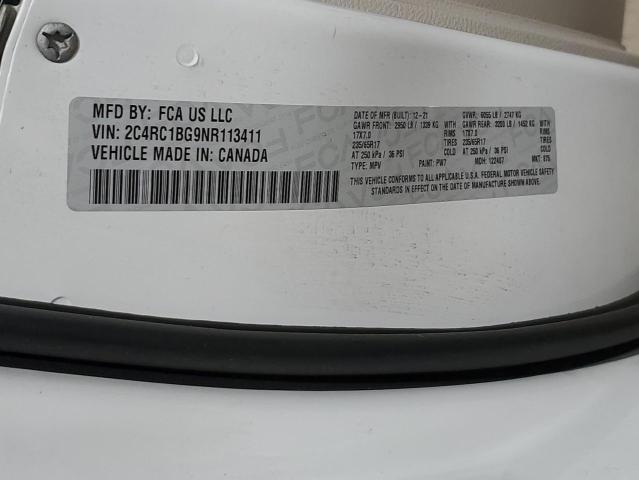 MFD BY: FCA US LLC
VIN: 2C4RC1BG9NR113411
VEHICLE MADE IN: CANADA
DATE OF MFR (BUILT): 12-21 GVWR: 6055 LB / 2747 KG
GAWR FRONT: 2950 LB / 1339 KG GAWR REAR: 3200 LB / 1452 KG
17X7.0 RIMS 17X7.0 RIMS
235/65R17 TIRES 235/65R17 TIRES
AT 250 kPa / 36 PSI COLD AT 250 kPa / 36 PSI COLD
TYPE: MPV PAINT: PW7 MDH: 122407 MKT: 875
THIS VEHICLE CONFORMS TO ALL APPLICABLE U.S.A. FEDERAL MOTOR VEHICLE SAFETY
STANDARDS IN EFFECT ON THE DATE OF MANUFACTURE SHOWN ABOVE.